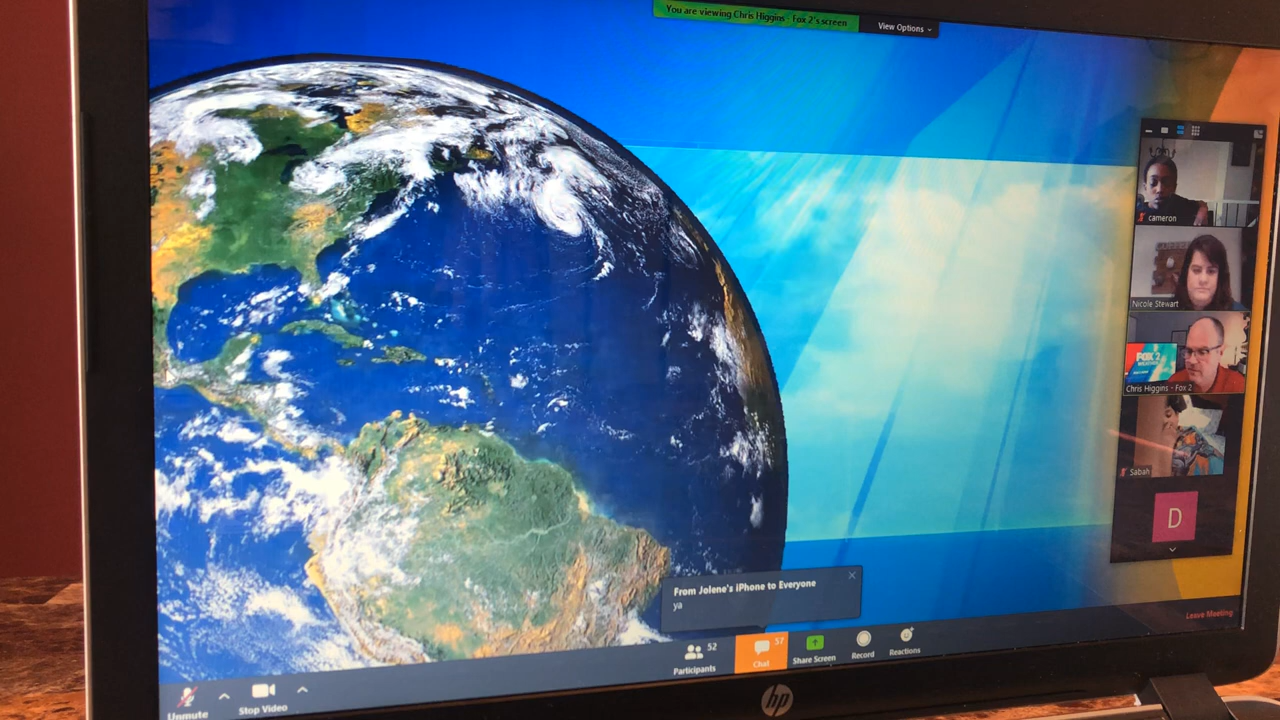 You are viewing Chris Higgins - Fox 2's screen
View Options
cameron
Nicole Stewart
FOX 2
Chris Higgins - Fox 2
Sabah
D
From Jolene's iPhone to Everyone
ya
Leave Meeting
Unmute
Stop Video
52
Participants
57
Chat
Share Screen
Record
Reactions
hp